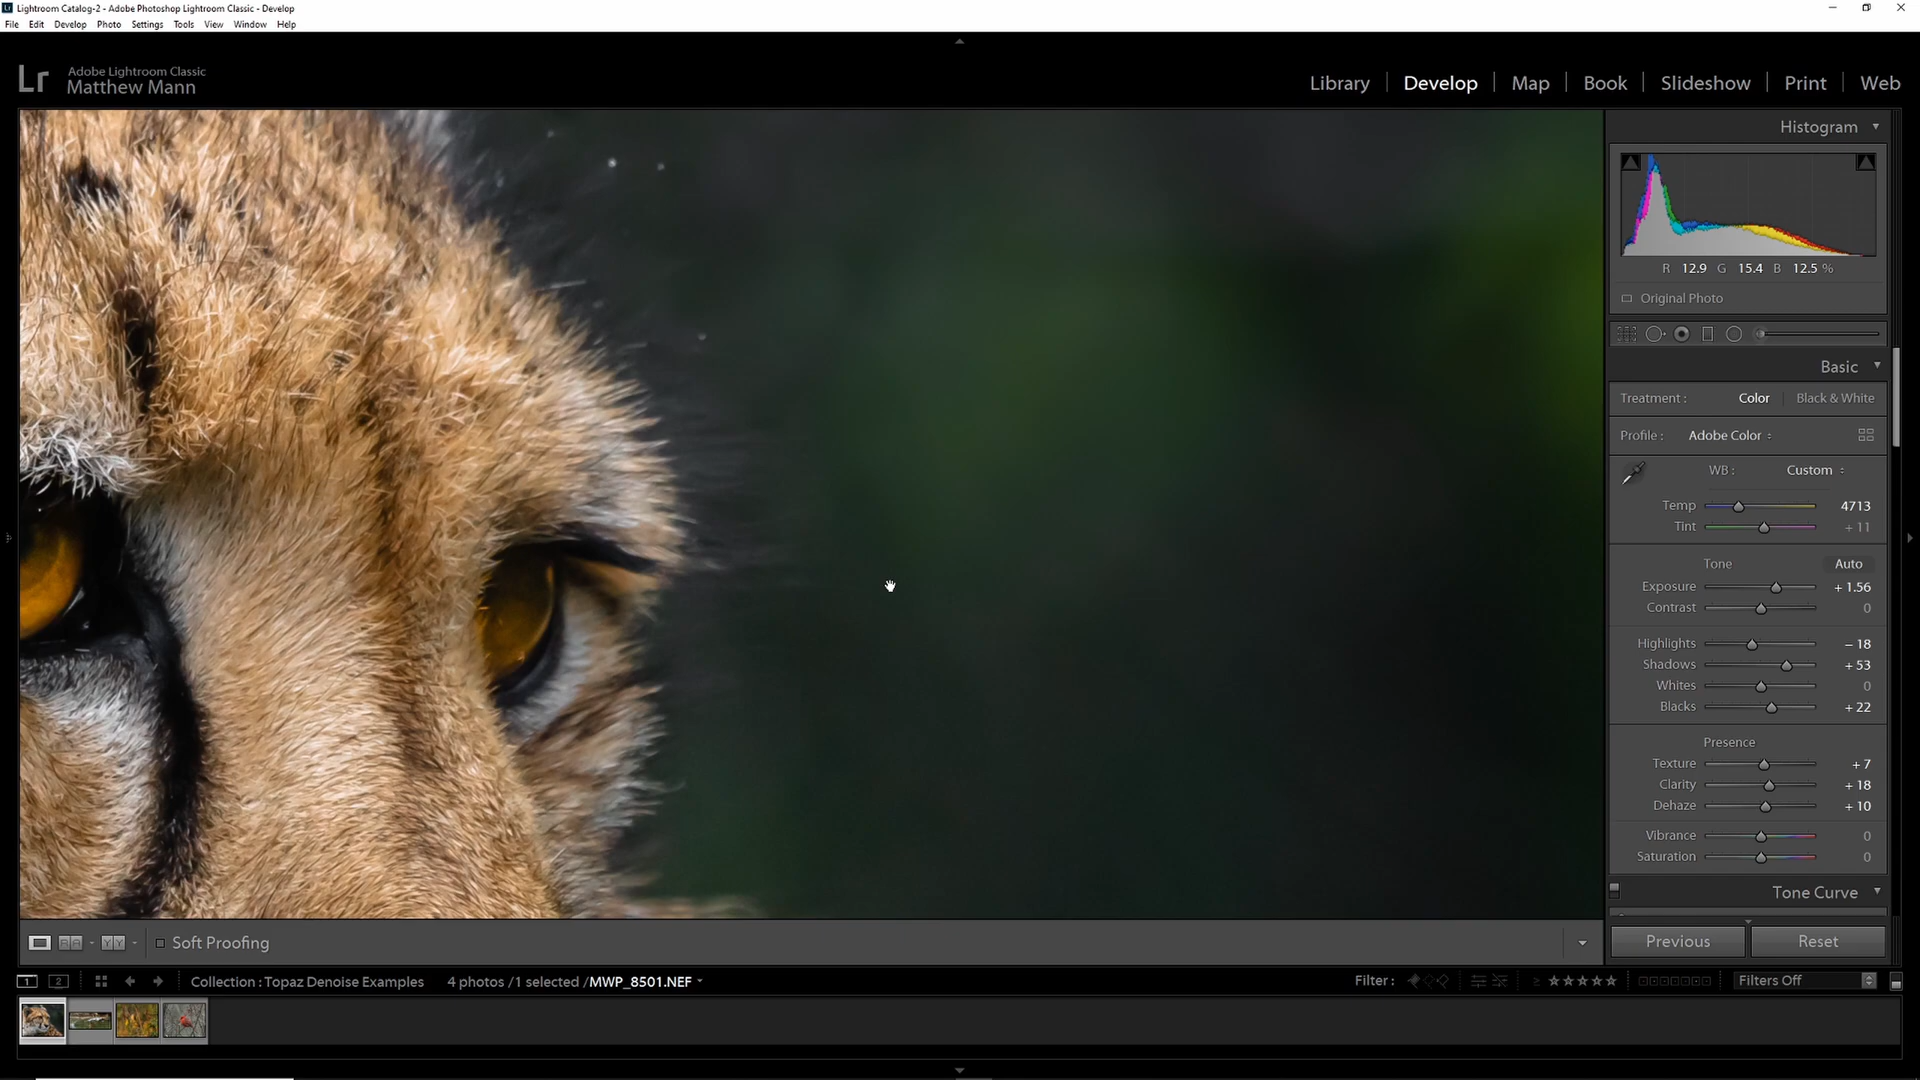 Lightroom Catalog-2 - Adobe Photoshop Lightroom Classic - Develop
File Edit Develop Photo Settings Tools View Window Help
Lr
Adobe Lightroom Classic
Matthew Mann
Library | Develop | Map | Book | Slideshow | Print | Web
Histogram
R 12.9 G 15.4 B 12.5 %
Original Photo
Basic
Treatment : Color Black & White
Profile : Adobe Color
WB : Custom
Temp 4713
Tint + 11
Tone Auto
Exposure + 1.56
Contrast 0
Highlights − 18
Shadows + 53
Whites 0
Blacks + 22
Presence
Texture + 7
Clarity + 18
Dehaze + 10
Vibrance 0
Saturation 0
Tone Curve
Soft Proofing
Previous Reset
1 2 Collection : Topaz Denoise Examples 4 photos /1 selected /MWP_8501.NEF Filter : Filters Off